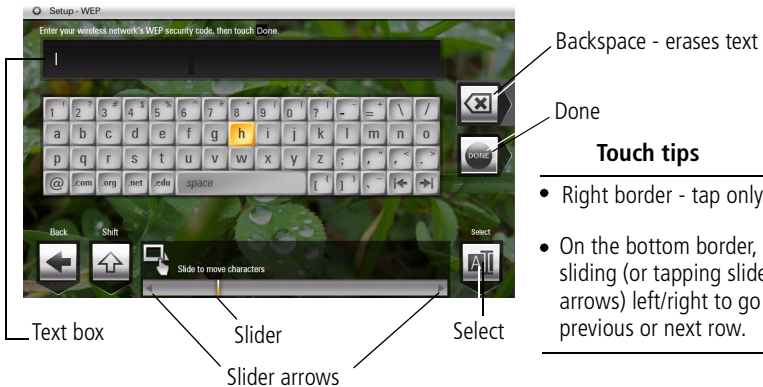 Setup - WEP
Enter your wireless network's WEP security code, then touch Done.
Backspace - erases text
1 ! 2 ? 3 # 4 $ 5 % 6 ^ 7 & 8 * 9 ( 0 ) ? ! - _ = + \ /
a b c d e f g h i j k l m n o
p q r s t u v w x y z ; : , " . < , >
@ .com .org .net .edu space [ { ] } ` ~
DONE
Done
Touch tips
• Right border - tap only
• On the bottom border,
sliding (or tapping slide
arrows) left/right to go
previous or next row.
Back Shift Select
Slide to move characters
A
Text box Slider Select
Slider arrows